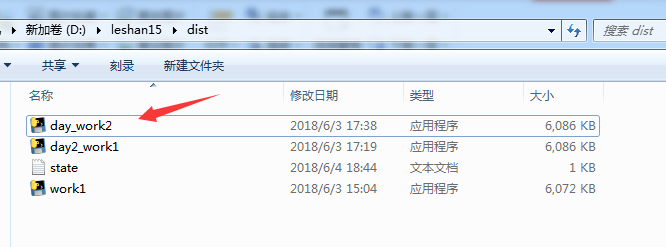 新加卷 (D:) ▸ leshan15 ▸ dist
搜索 dist
共享 刻录 新建文件夹
名称 修改日期 类型 大小
day_work2 2018/6/3 17:38 应用程序 6,086 KB
day2_work1 2018/6/3 17:19 应用程序 6,086 KB
state 2018/6/4 18:44 文本文档 1 KB
work1 2018/6/3 15:04 应用程序 6,072 KB